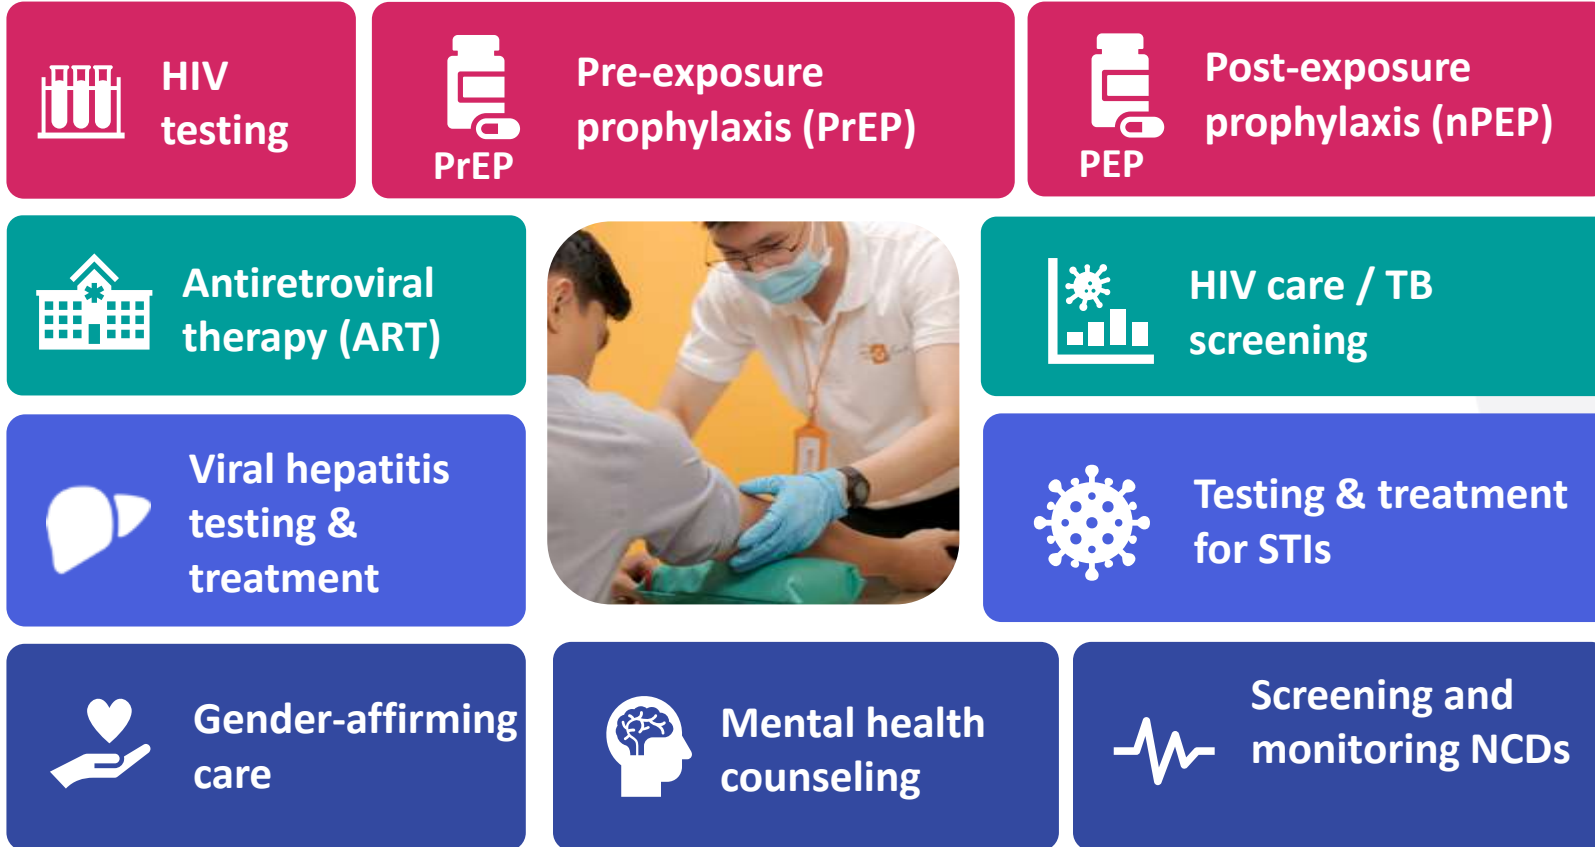 HIV
testing
PrEP
Pre-exposure
prophylaxis (PrEP)
PEP
Post-exposure
prophylaxis (nPEP)
Antiretroviral
therapy (ART)
HIV care / TB
screening
Viral hepatitis
testing &
treatment
Testing & treatment
for STIs
Gender-affirming
care
Mental health
counseling
Screening and
monitoring NCDs